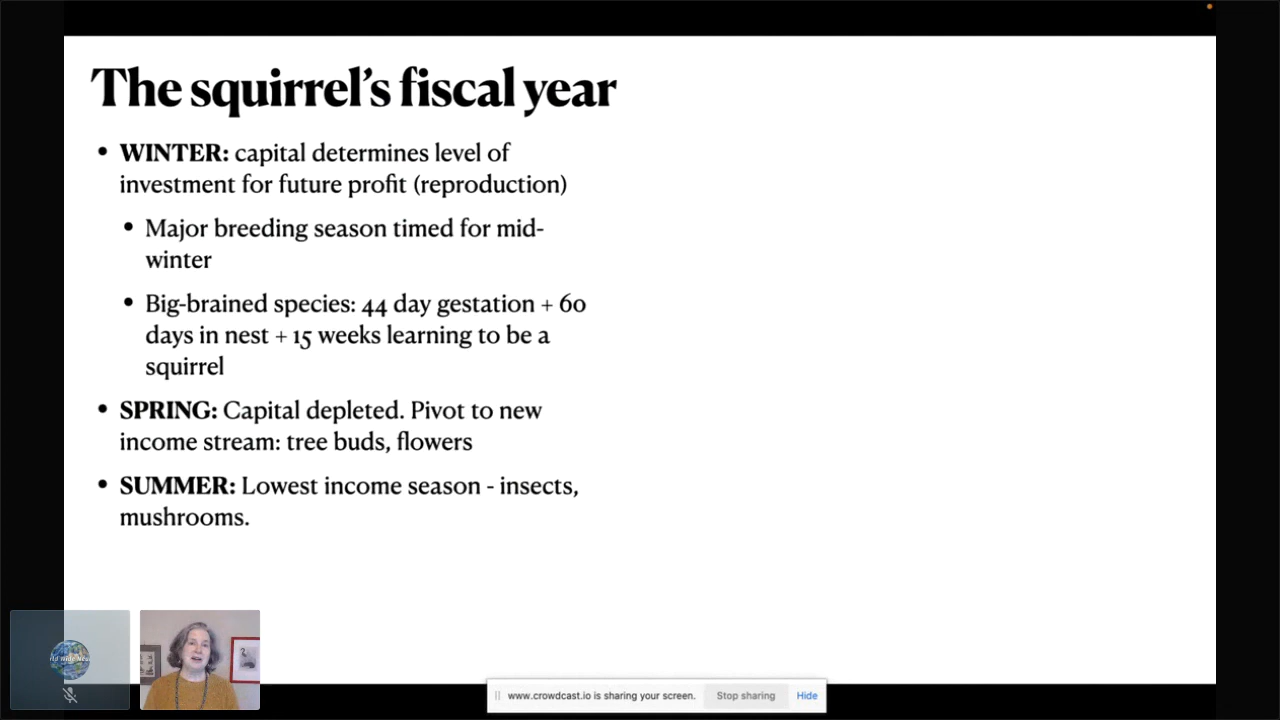 The squirrel's fiscal year
• WINTER: capital determines level of
investment for future profit (reproduction)
• Major breeding season timed for mid-
winter
• Big-brained species: 44 day gestation + 60
days in nest + 15 weeks learning to be a
squirrel
• SPRING: Capital depleted. Pivot to new
income stream: tree buds, flowers
• SUMMER: Lowest income season - insects,
mushrooms.
www.crowdcast.io is sharing your screen.
Stop sharing
Hide